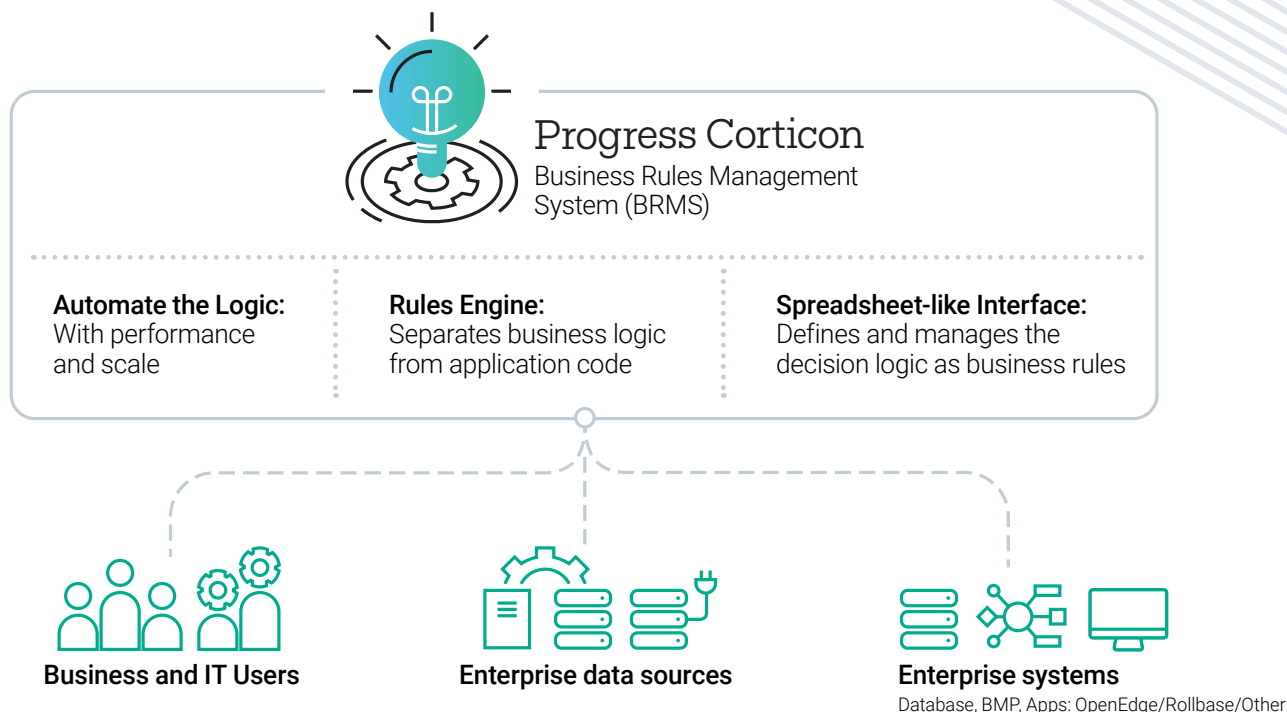 Progress Corticon
Business Rules Management
System (BRMS)
Automate the Logic:
With performance
and scale
Rules Engine:
Separates business logic
from application code
Spreadsheet-like Interface:
Defines and manages the
decision logic as business rules
Business and IT Users
Enterprise data sources
Enterprise systems
Database, BMP, Apps: OpenEdge/Rollbase/Other